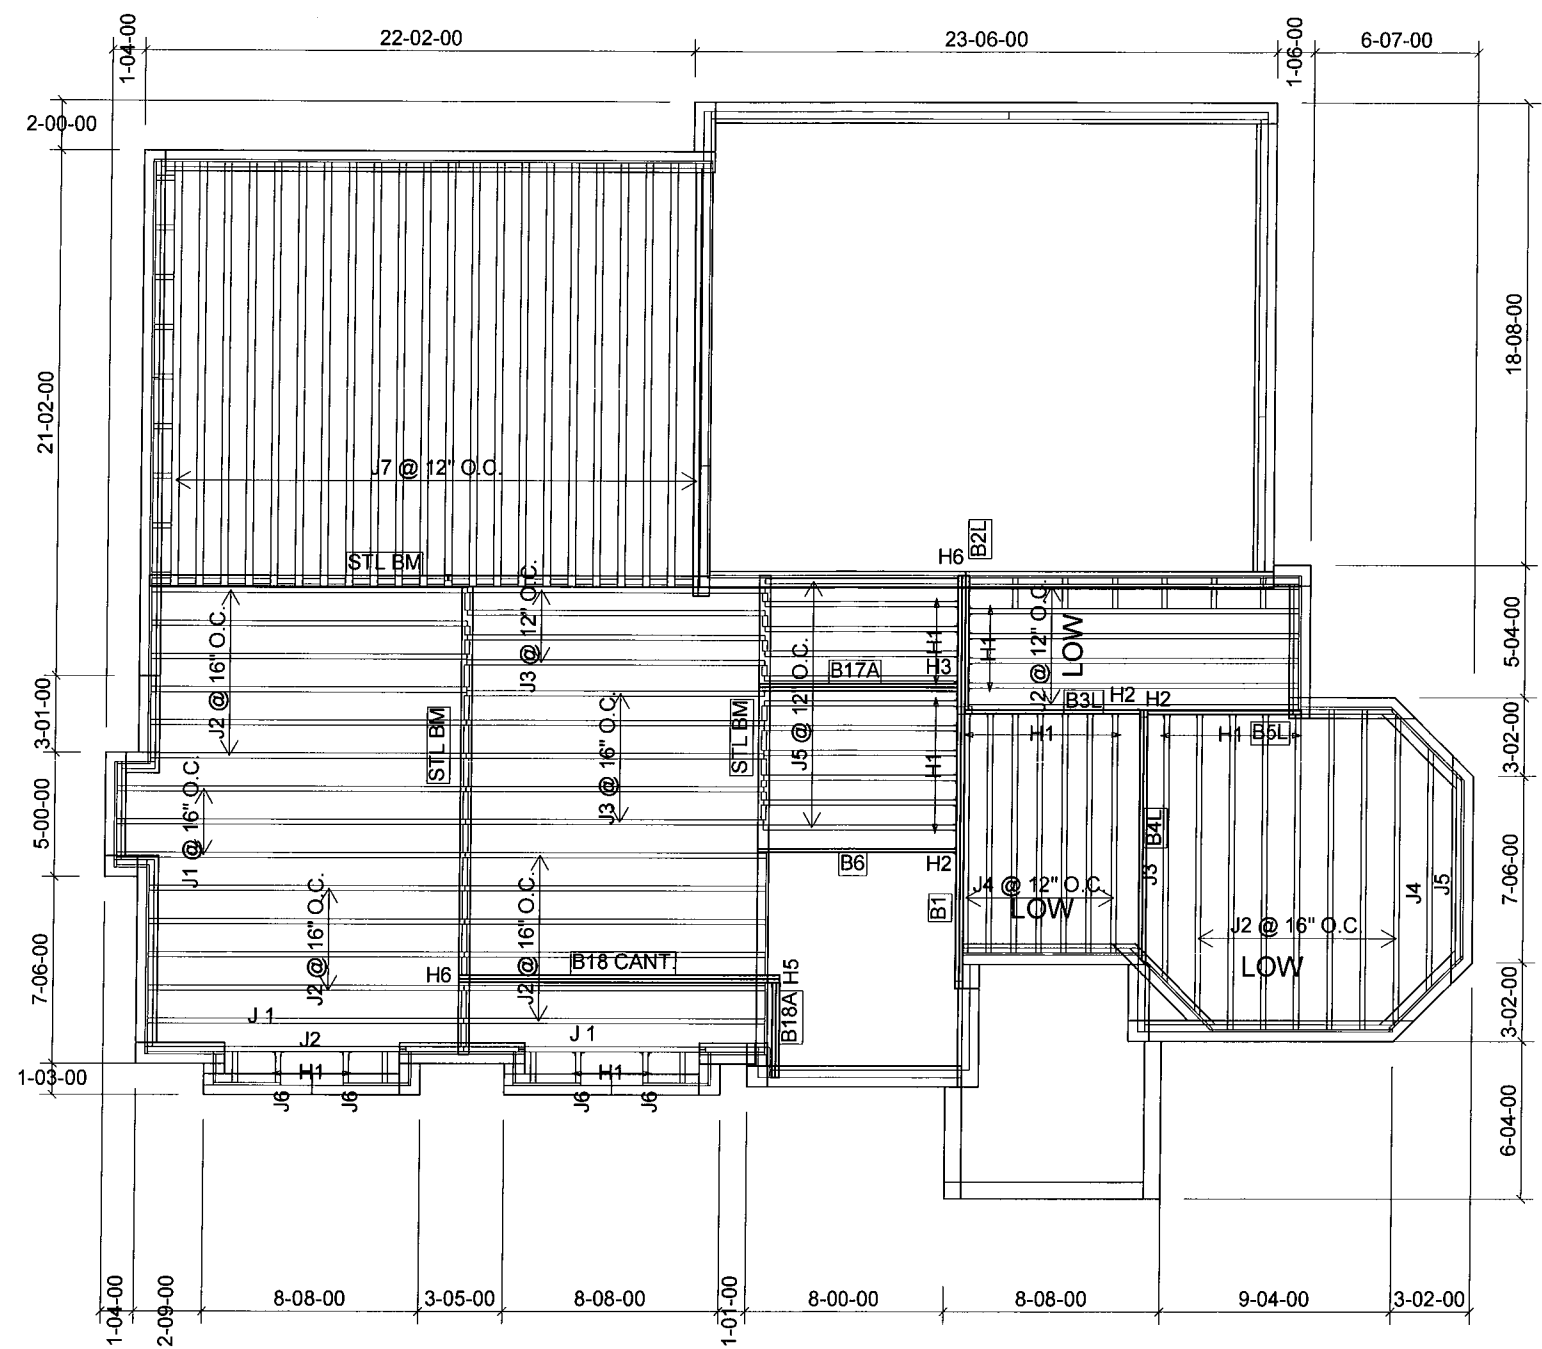 1-04-00
22-02-00
23-06-00
1-06-00
6-07-00
2-00-00
21-02-00
18-08-00
J7 @ 12" O.C.
STL BM
H6
B2L
J2 @ 16" O.C.
J3 @ 12" O.C.
J5 @ 12" O.C.
H1
H1
J2 @ 12" O.C.
LOW
5-04-00
B17A
H3
3-01-00
STL BM
J3 @ 16" O.C.
STL BM
H1
B3L
H2
H2
H1
H1
B5L
3-02-00
5-00-00
J1 @ 16" O.C.
B6
H2
B4L
J3
7-06-00
J2 @ 16" O.C.
J2 @ 16" O.C.
B1
J4 @ 12" O.C.
LOW
J4
J5
J2 @ 16" O.C.
LOW
7-06-00
H6
B18 CANT.
H5
B18A
3-02-00
J 1
J2
J 1
H1
H1
1-03-00
J6
J6
J6
J6
6-04-00
1-04-00
2-09-00
8-08-00
3-05-00
8-08-00
1-01-00
8-00-00
8-08-00
9-04-00
3-02-00